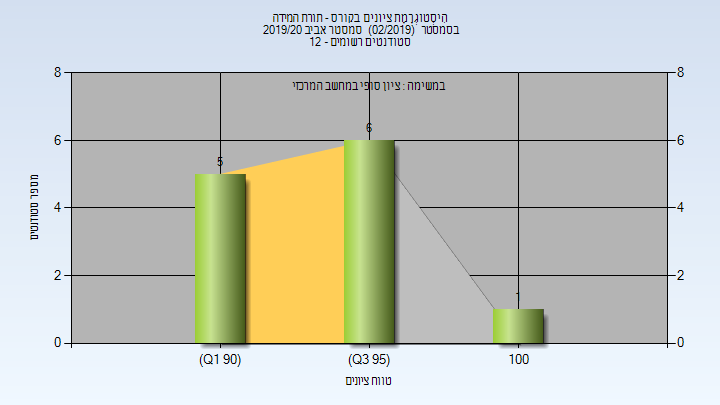 היסטוגרמת ציונים בקורס - תורת המידה
בסמסטר (02/2019) סמסטר אביב 2019/20
סטודנטים רשומים - 12
במשימה : ציון סופי במחשב המרכזי
8
8
6
6
6
5
מספר סטודנטים
4
4
2
2
1
0
0
(Q1 90)
(Q3 95)
100
טווח ציונים